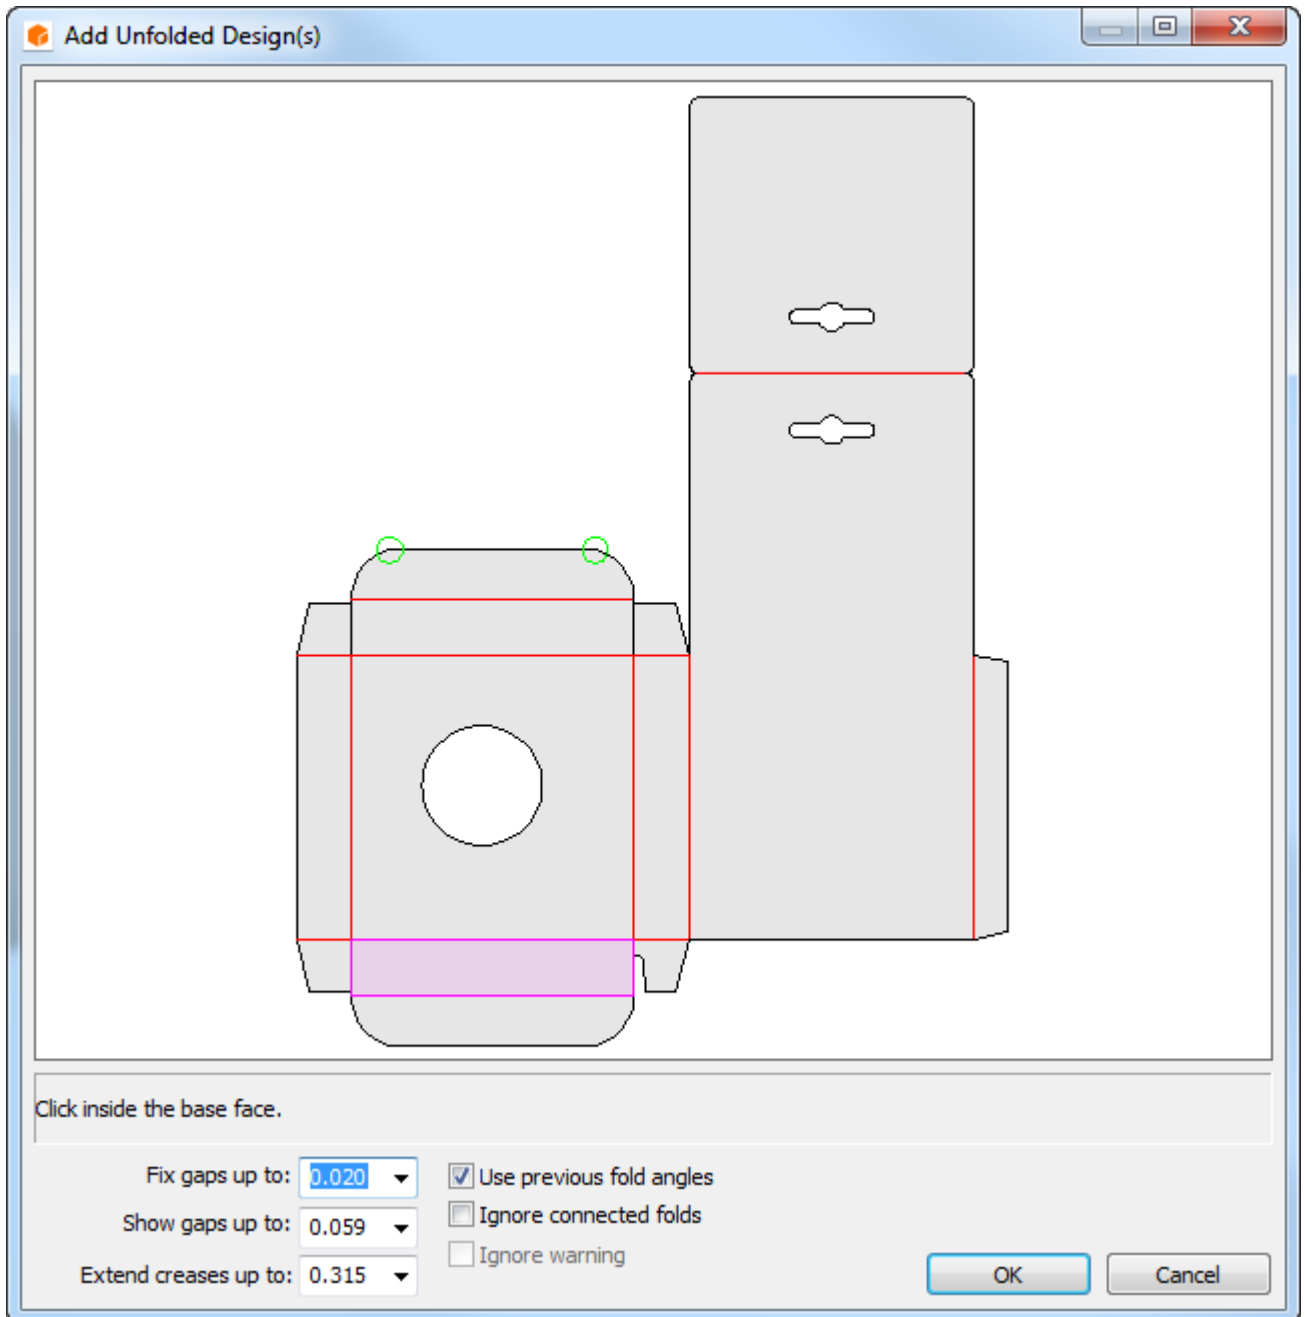 Add Unfolded Design(s)
Click inside the base face.
Fix gaps up to: 0.020
Use previous fold angles
Show gaps up to: 0.059
Ignore connected folds
Extend creases up to: 0.315
Ignore warning
OK
Cancel